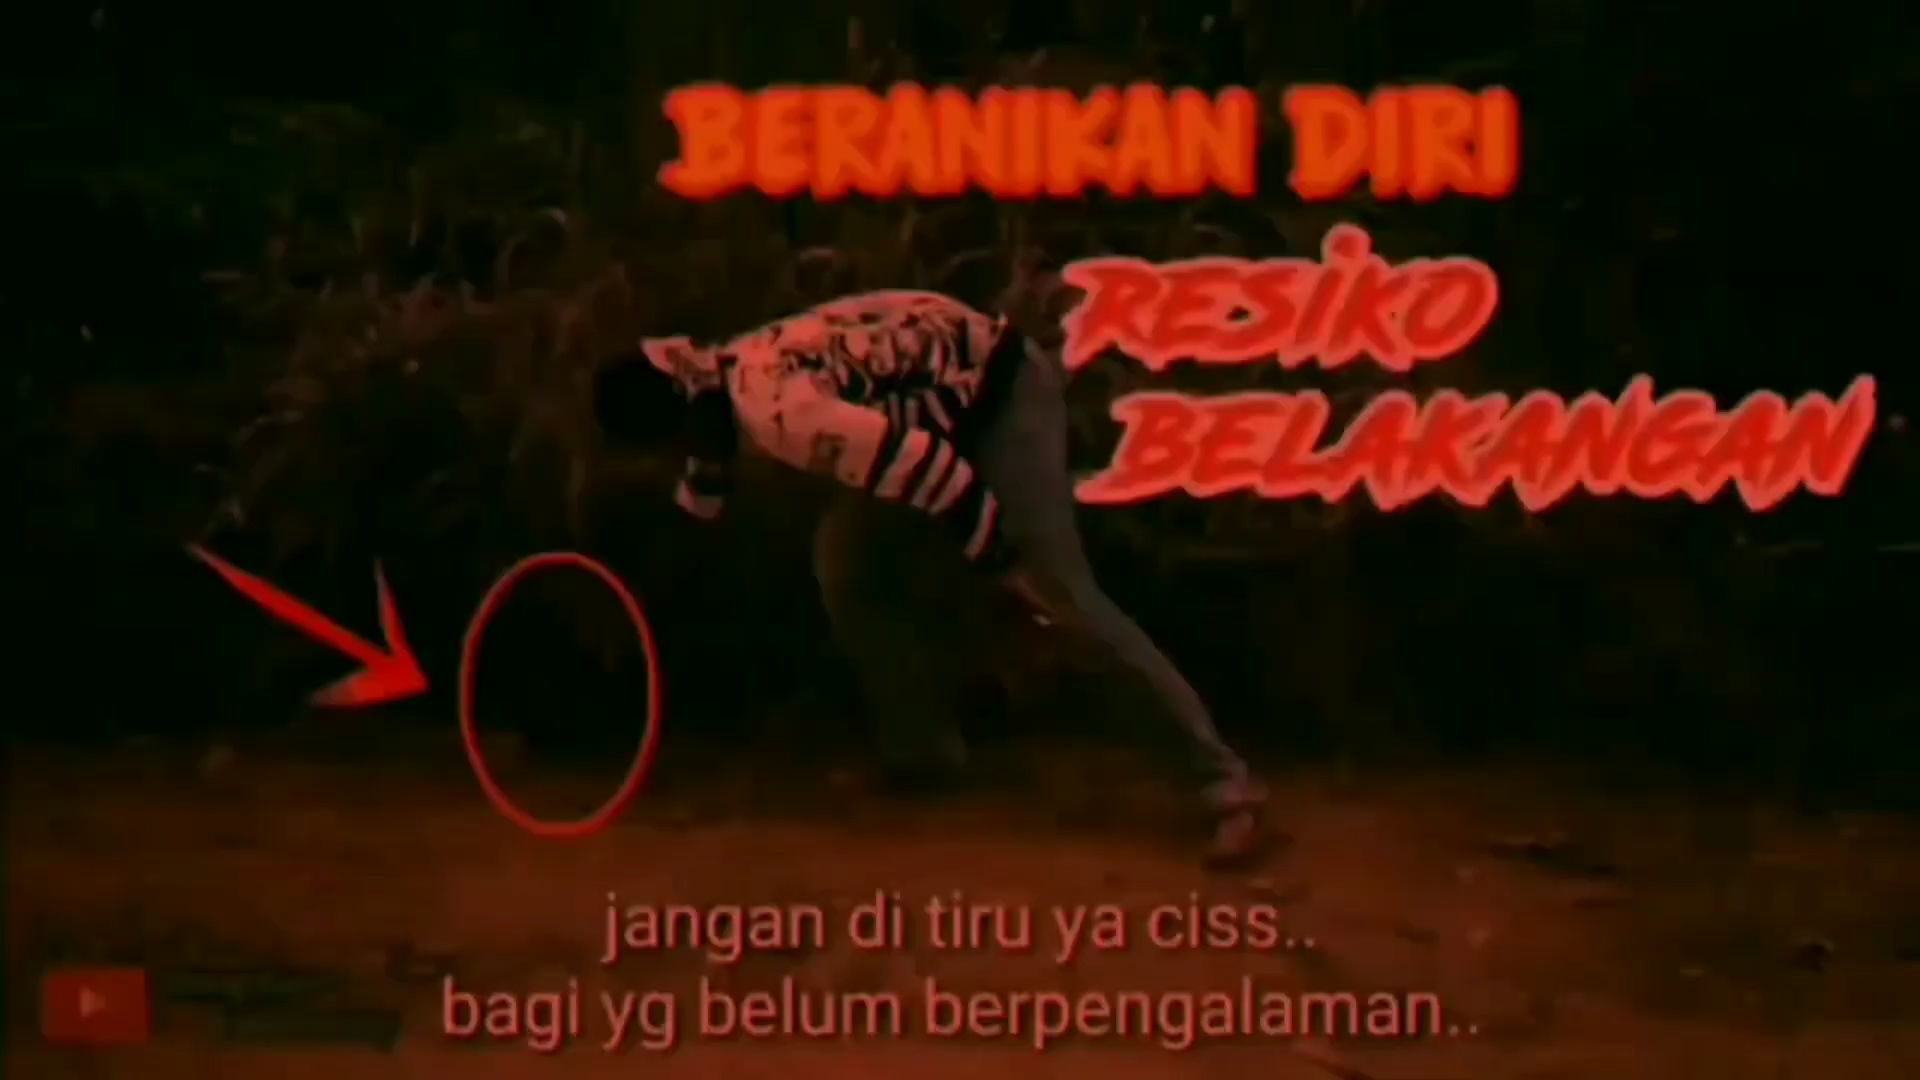 BERANIKAN DIRI
RESIKO
BELAKANGAN
jangan di tiru ya ciss..
bagi yg belum berpengalaman..